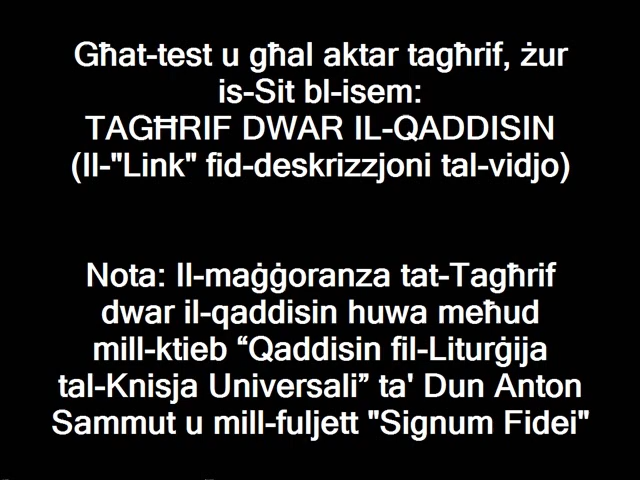 Għat-test u għal aktar tagħrif, żur
is-Sit bl-isem:
TAGĦRIF DWAR IL-QADDISIN
(Il-"Link" fid-deskrizzjoni tal-vidjo)
Nota: Il-maġġoranza tat-Tagħrif
dwar il-qaddisin huwa meħud
mill-ktieb “Qaddisin fil-Liturġija
tal-Knisja Universali” ta' Dun Anton
Sammut u mill-fuljett "Signum Fidei"